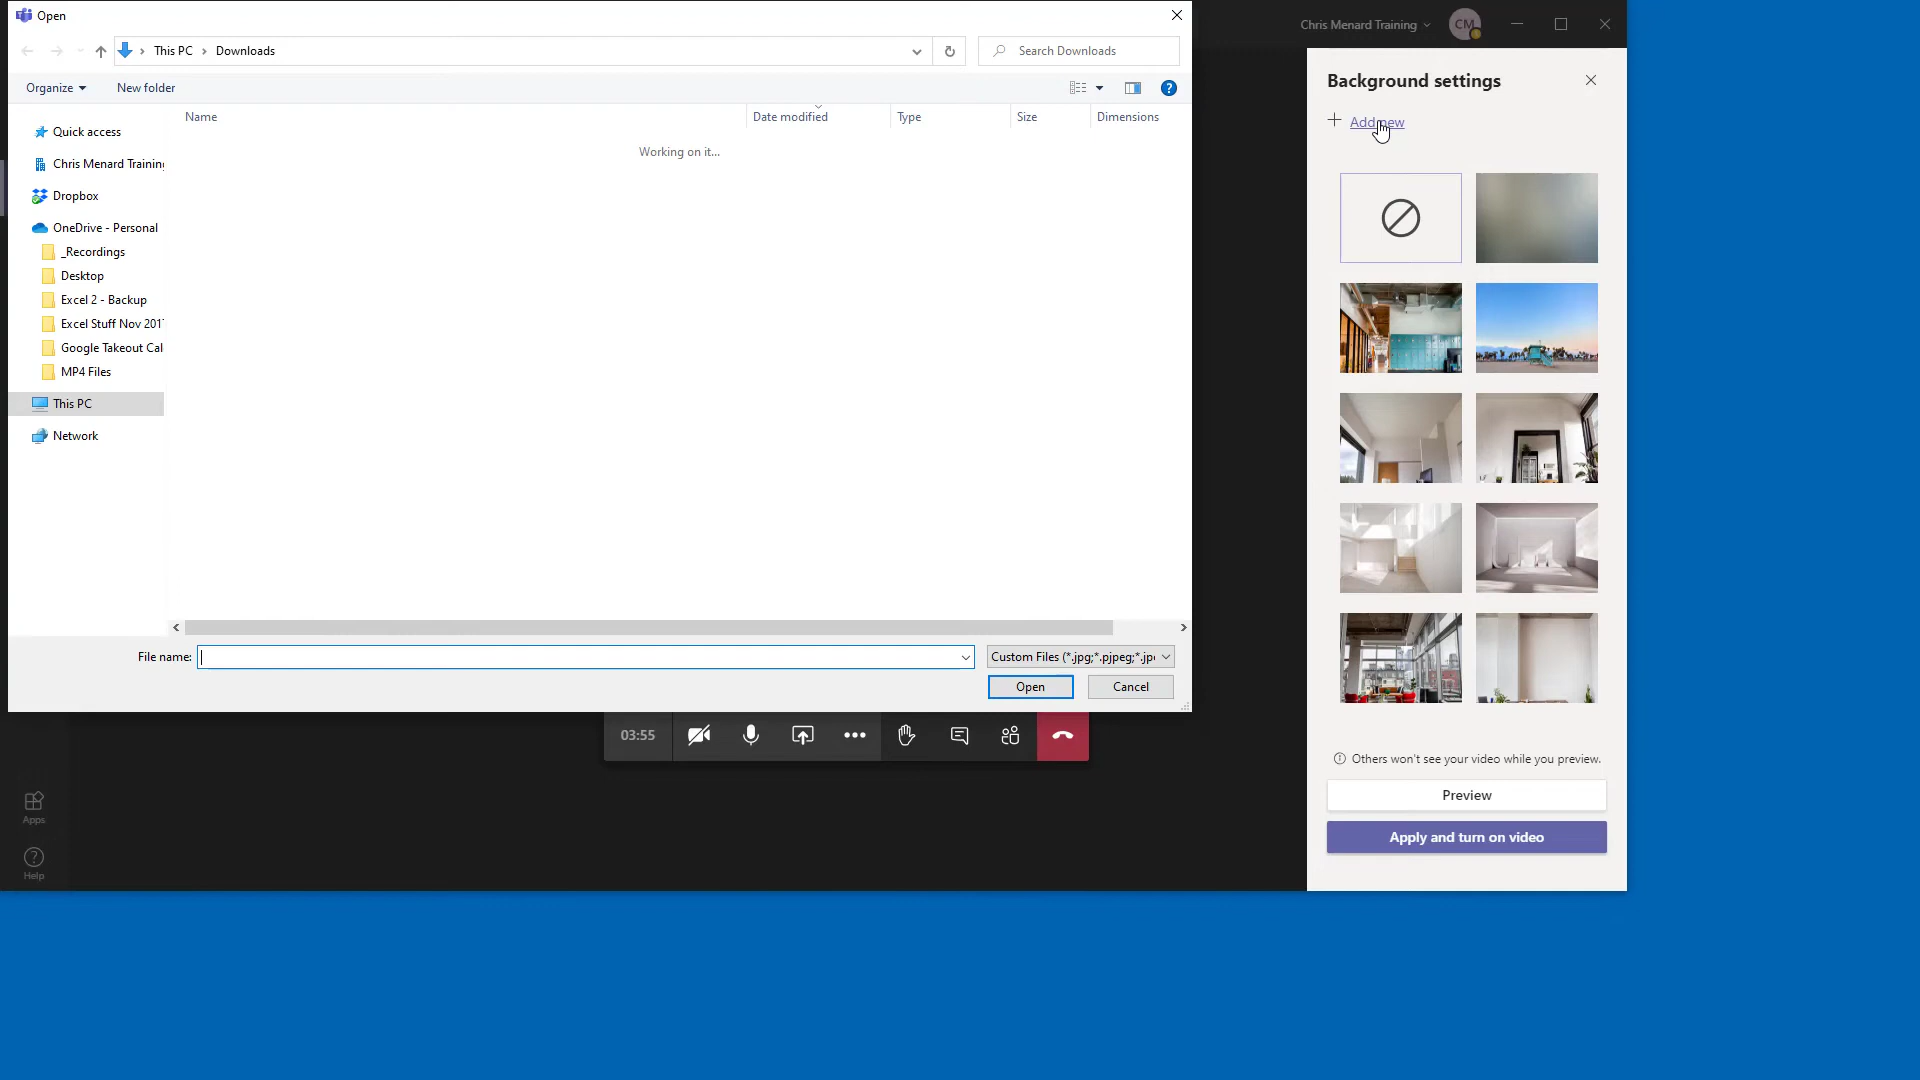 Open
This PC
Downloads
Search Downloads
Organize
New folder
Name
Date modified
Type
Size
Dimensions
Working on it...
Quick access
Chris Menard Training
Dropbox
OneDrive - Personal
_Recordings
Desktop
Excel 2 - Backup
Excel Stuff Nov 201
Google Takeout Cal
MP4 Files
This PC
Network
File name:
Custom Files (*.jpg;*.pjpeg;*.jp
Open
Cancel
03:55
Apps
Help
Chris Menard Training
CM
Background settings
Add new
Others won't see your video while you preview.
Preview
Apply and turn on video